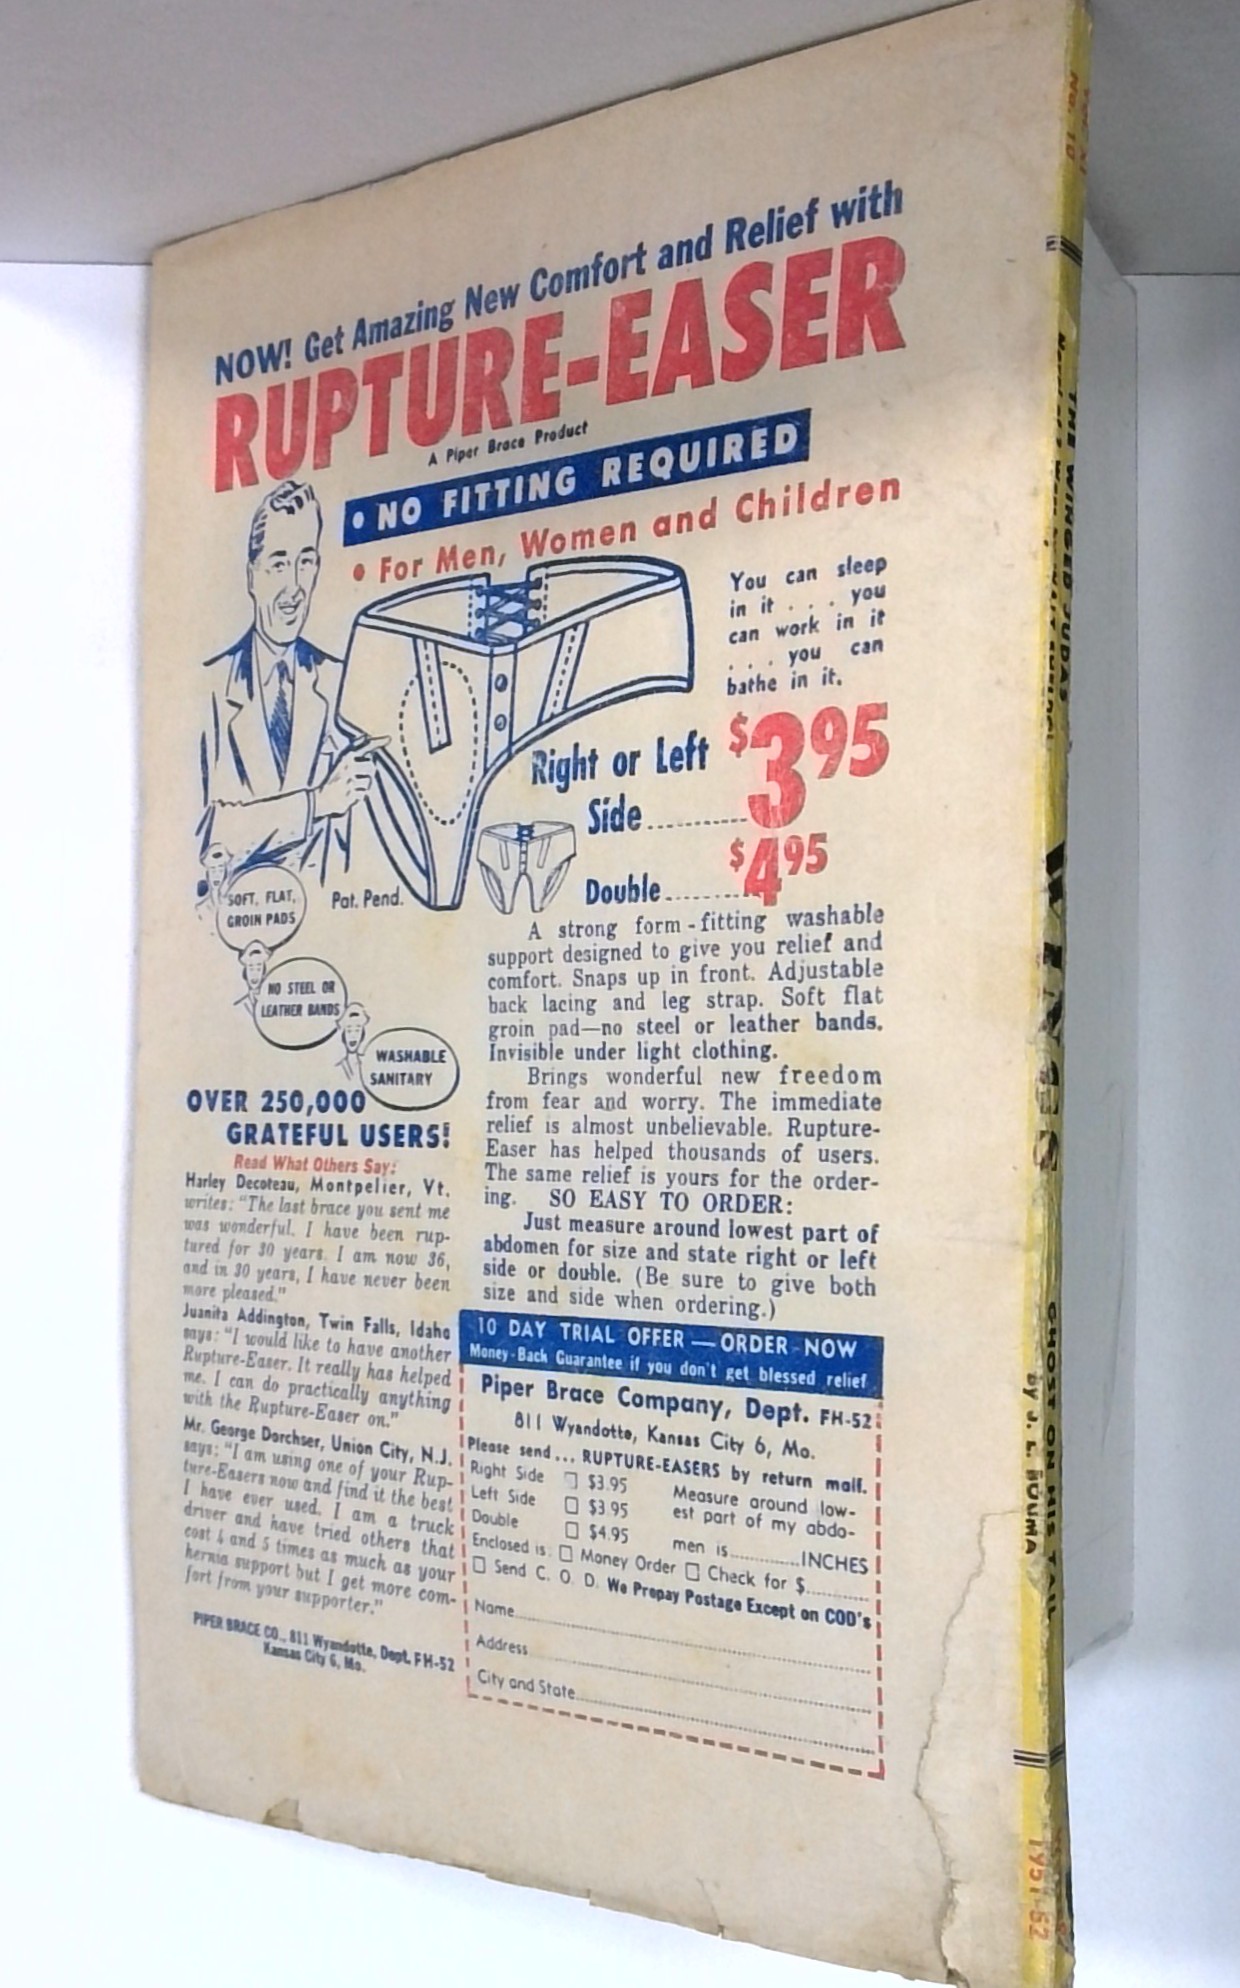 NOW! Get Amazing New Comfort and Relief with
RUPTURE-EASER
A Piper Brace Product
• NO FITTING REQUIRED
• For Men, Women and Children
You can sleep
in it . . . you
can work in it
. . . you can
bathe in it.
Right or Left
Side.......... $3.95
Double........ $4.95
Pat. Pend.
SOFT, FLAT,
GROIN PADS
NO STEEL OR
LEATHER BANDS
WASHABLE
SANITARY
OVER 250,000
GRATEFUL USERS!
Read What Others Say:
Harley Decoteau, Montpelier, Vt.
writes: "The last brace you sent me
was wonderful. I have been rup-
tured for 30 years. I am now 36,
and in 30 years, I have never been
more pleased."
Juanita Addington, Twin Falls, Idaho
says: "I would like to have another
Rupture-Easer. It really has helped
me. I can do practically anything
with the Rupture-Easer on."
Mr. George Dorchser, Union City, N.J.
says: "I am using one of your Rup-
ture-Easers now and find it the best
I have ever used. I am a truck
driver and have tried others that
cost 4 and 5 times as much as your
hernia support but I get more com-
fort from your supporter."
PIPER BRACE CO., 811 Wyandotte, Dept. FH-52
Kansas City 6, Mo.
A strong form-fitting washable
support designed to give you relief and
comfort. Snaps up in front. Adjustable
back lacing and leg strap. Soft flat
groin pad—no steel or leather bands.
Invisible under light clothing.
Brings wonderful new freedom
from fear and worry. The immediate
relief is almost unbelievable. Rupture-
Easer has helped thousands of users.
The same relief is yours for the order-
ing. SO EASY TO ORDER:
Just measure around lowest part of
abdomen for size and state right or left
side or double. (Be sure to give both
size and side when ordering.)
10 DAY TRIAL OFFER — ORDER NOW
Money-Back Guarantee if you don't get blessed relief
Piper Brace Company, Dept. FH-52
811 Wyandotte, Kansas City 6, Mo.
Please send ... RUPTURE-EASERS by return mail.
Right Side ☐ $3.95
Left Side ☐ $3.95
Double ☐ $4.95
Measure around low-
est part of my abdo-
men is..............INCHES
Enclosed is: ☐ Money Order ☐ Check for $...........
☐ Send C. O. D. We Prepay Postage Except on COD's
Name
Address
City and State
No. 10
THE WINGED JUDAS
WINGS
GHOST ON HIS TAIL
by J. L. BOUMA
1951-52